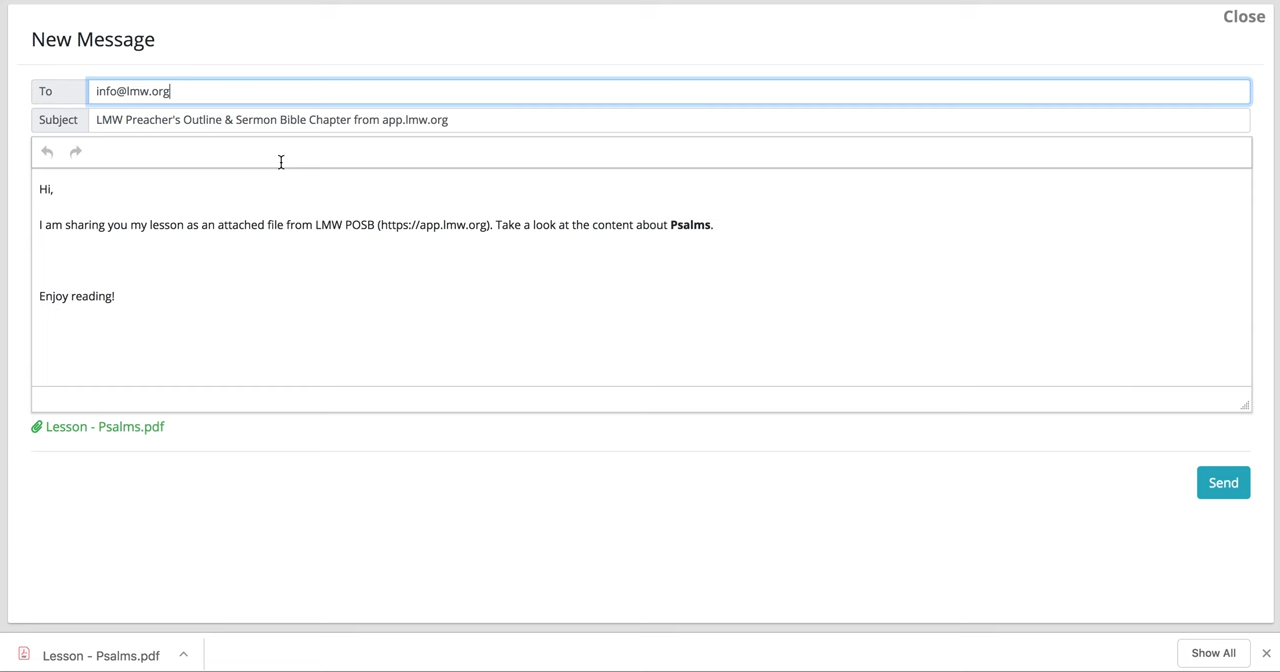 Close
New Message
To info@lmw.org
Subject LMW Preacher's Outline & Sermon Bible Chapter from app.lmw.org
Hi,
I am sharing you my lesson as an attached file from LMW POSB (https://app.lmw.org). Take a look at the content about Psalms.
Enjoy reading!
Lesson - Psalms.pdf
Send
Lesson - Psalms.pdf Show All